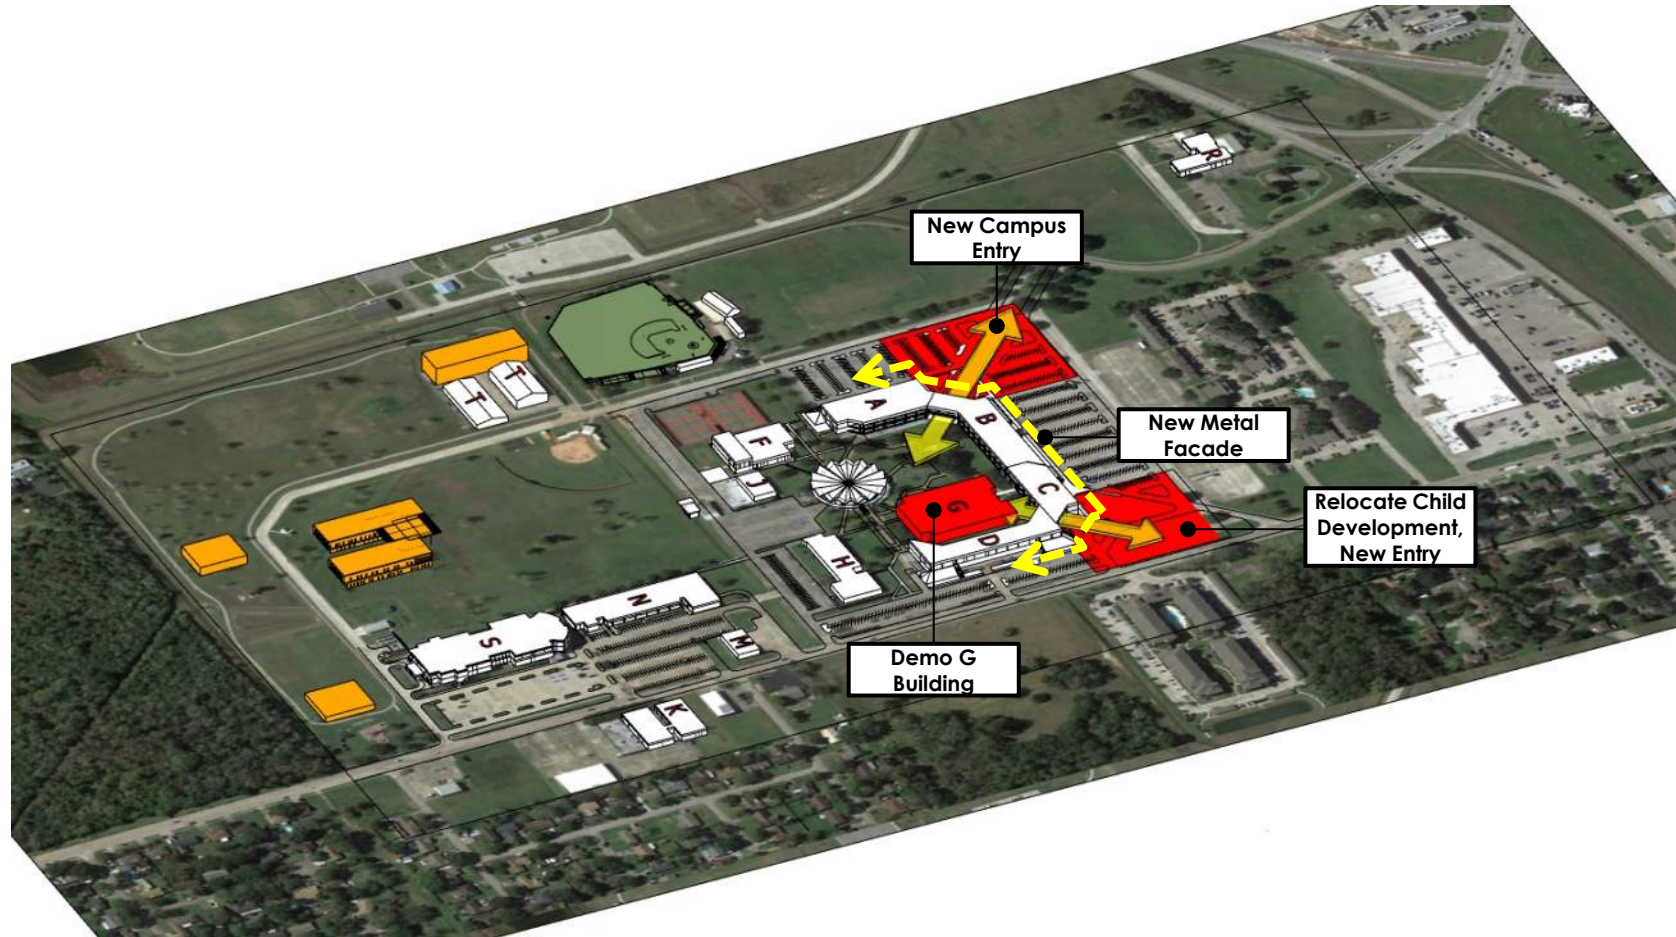 R
New Campus
Entry
T
T
A
B
F
J
New Metal
Facade
C
G
Relocate Child
Development,
New Entry
D
H
N
S
M
Demo G
Building
K